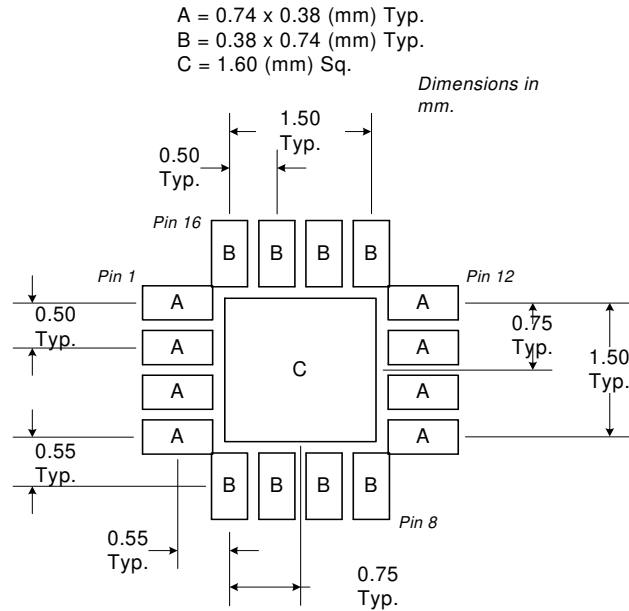 A = 0.74 x 0.38 (mm) Typ.
B = 0.38 x 0.74 (mm) Typ.
C = 1.60 (mm) Sq.
Dimensions in
mm.
1.50
Typ.
0.50
Typ.
Pin 16
B B B B
Pin 1
Pin 12
A A
0.50
Typ.
0.75
Typ.
A A
1.50
Typ.
C
A A
A A
0.55
Typ.
B B B B
Pin 8
0.55
Typ.
0.75
Typ.